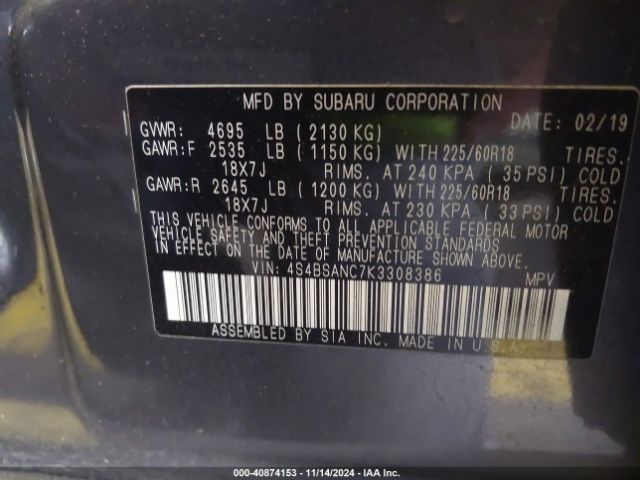 MFD BY SUBARU CORPORATION
DATE: 02/19
GVWR: 4695 LB (2130 KG)
GAWR:F 2535 LB (1150 KG) WITH 225/60R18 TIRES.
18X7J RIMS. AT 240 KPA (35 PSI) COLD
GAWR:R 2645 LB (1200 KG) WITH 225/60R18 TIRES.
18X7J RIMS. AT 230 KPA (33 PSI) COLD
THIS VEHICLE CONFORMS TO ALL APPLICABLE FEDERAL MOTOR
VEHICLE SAFETY AND THEFT PREVENTION STANDARDS
IN EFFECT ON THE DATE OF MANUFACTURE SHOWN ABOVE.
VIN: 4S4BSANC7K3308386 MPV
ASSEMBLED BY SIA INC. MADE IN U.S.A.
000-40874153 - 11/14/2024 - IAAI.COM